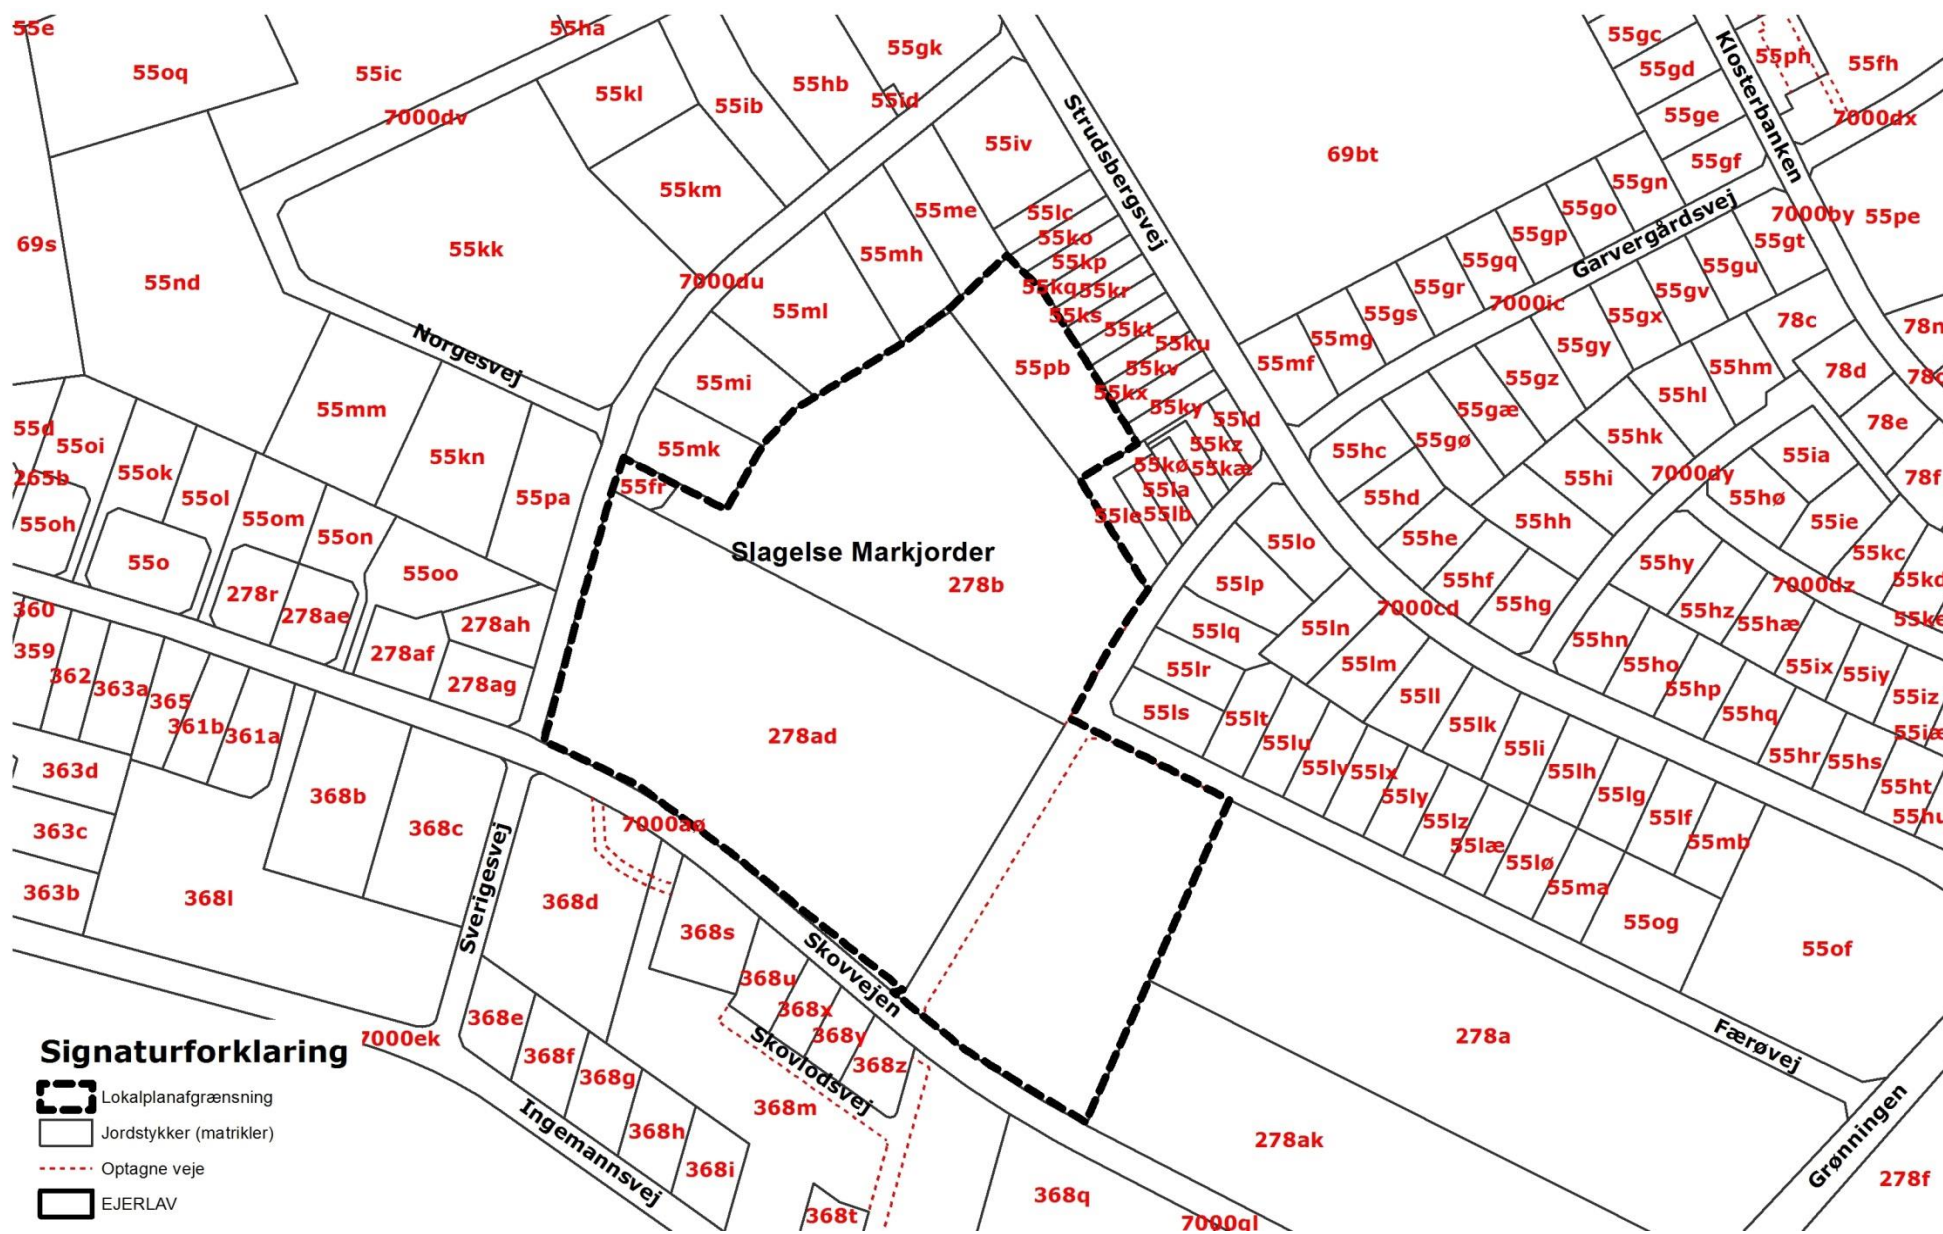 55e
55ha
55gk
55gc
55ph
55fh
55oq
55ic
55kl
55hb
55id
55gd
Klosterbanken
7000dv
55ib
55iv
Strudsbergsvej
69bt
55ge
7000dx
55km
55me
55lc
55gn
55gf
69s
55kk
55mh
55ko
55gp
55go
Garvergårdsvej
7000by
55pe
55nd
7000du
55kp
55gq
55gt
55kq
55kr
55gr
55gu
55ml
55ks
55gs
7000ic
55gv
78c
Norgesvej
55kt
55ku
55mg
55gx
55pb
55kv
55mf
55gy
55hm
78d
55mi
55kx
55gz
55hl
55mm
55ky
55ld
55gæ
78e
55d
55oi
55mk
55kz
55hc
55gø
55hk
55kn
55kø
55kæ
55hi
7000dy
55ia
265b
55ok
55fr
55la
55hd
55hø
78f
55ol
55pa
55le
55lb
55hh
55oh
55om
55on
55lo
55he
55ie
55o
Slagelse Markjorder
55hy
55kc
55oo
278b
55lp
55hf
7000dz
55kd
278r
278ae
278ah
55lq
55ln
7000cd
55hg
55hz
55hæ
360
278af
55lr
55lm
55hn
55ke
359
362
363a
278ag
55ls
55lt
55ll
55ho
55hp
55ix
55iy
55iz
365
361b
361a
278ad
55lu
55lk
55li
55hq
55iæ
363d
368b
55lv
55lx
55lh
55hr
55hs
55ht
363c
368c
7000aø
55ly
55lz
55lg
55lf
55hu
Sverigesvej
55læ
55lø
55mb
363b
368l
368d
55ma
368s
Skovvejen
55og
55of
368u
368x
368e
368y
Færøvej
7000ek
368f
Skovlodsvej
368z
278a
368g
Signaturforklaring
Lokalplanafgrænsning
Ingemannsvej
368h
368m
278ak
Grønningen
Jordstykker (matrikler)
Optagne veje
368i
368q
278f
EJERLAV
368t